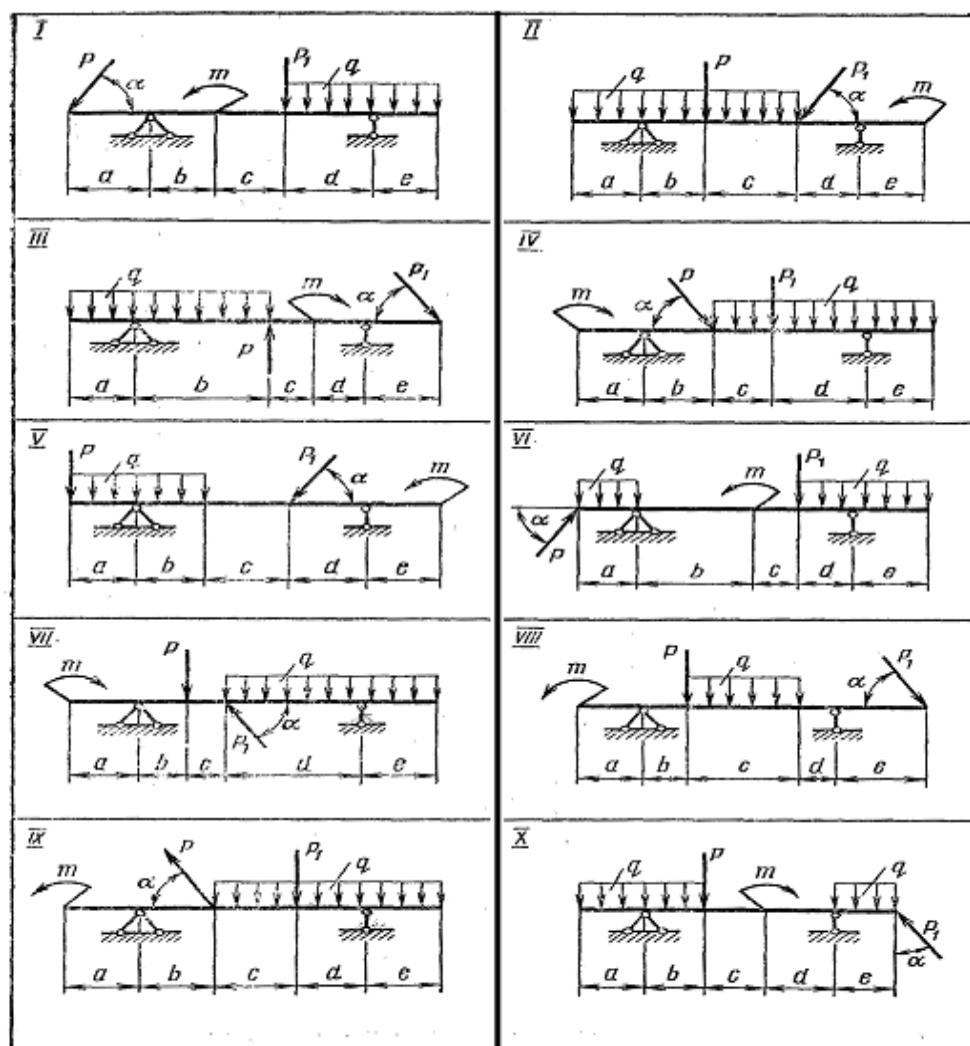 I
P α m P₁ q
a b c d e
II
q P P₁ α m
a b c d e
III
q P m α P₁
a b c d e
IV
m α P P₁ q
a b c d e
V
P q P₁ α m
a b c d e
VI
q α P m P₁ q
a b c d e
VII
m P P₁ α q
a b c d e
VIII
m P q α P₁
a b c d e
IX
m α P P₁ q
a b c d e
X
q P m q P₁ α
a b c d e